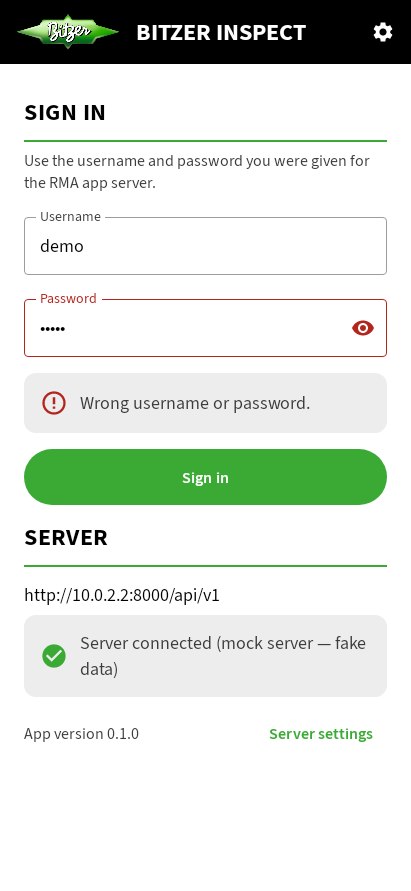 Bitzer
BITZER INSPECT
SIGN IN
Use the username and password you were given for
the RMA app server.
Username
demo
Password
•••••
Wrong username or password.
Sign in
SERVER
http://10.0.2.2:8000/api/v1
Server connected (mock server — fake
data)
App version 0.1.0
Server settings